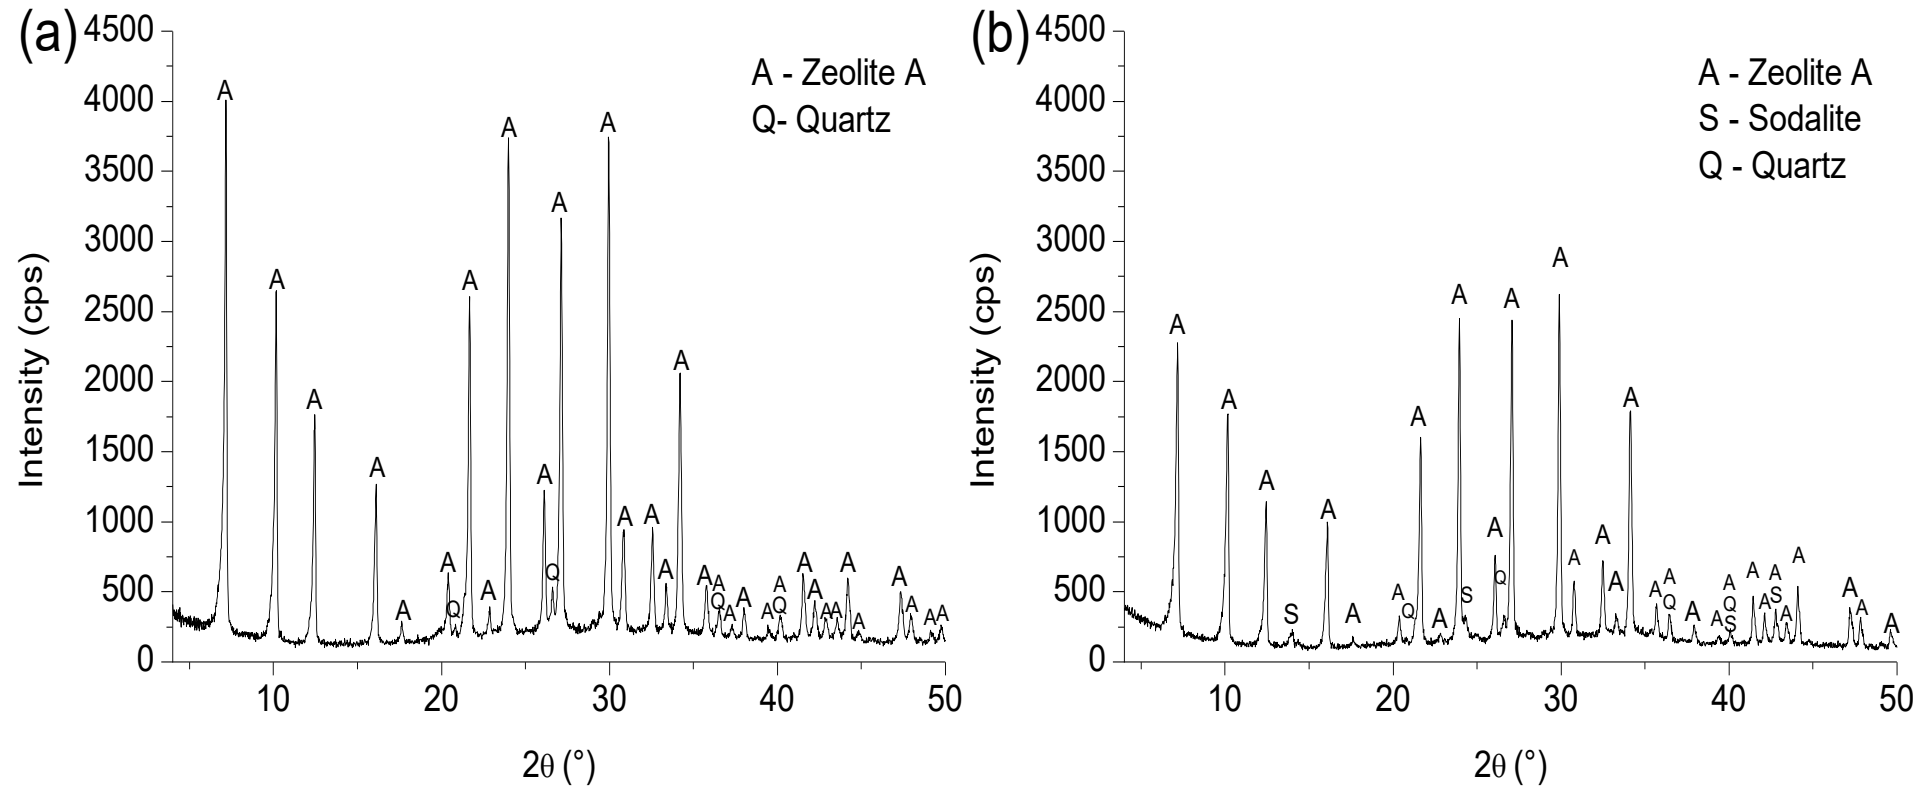 (a)
4500
4000
3500
3000
2500
2000
1500
1000
500
0
Intensity (cps)
A - Zeolite A
Q- Quartz
A
A
A
A
A
A
Q
A
A
A
A
Q
A
A
A
A
A
A
A
A
Q
A
A
A
A
Q
A
A
A
A
A
A
A
A
A
A
10
20
30
40
50
2θ (°)
(b)
4500
4000
3500
3000
2500
2000
1500
1000
500
0
Intensity (cps)
A - Zeolite A
S - Sodalite
Q - Quartz
A
A
A
S
A
A
A
Q
A
A
A
S
A
Q
A
A
A
A
A
A
A
A
Q
A
A
A
Q
S
A
A
A
S
A
A
A
A
A
10
20
30
40
50
2θ (°)